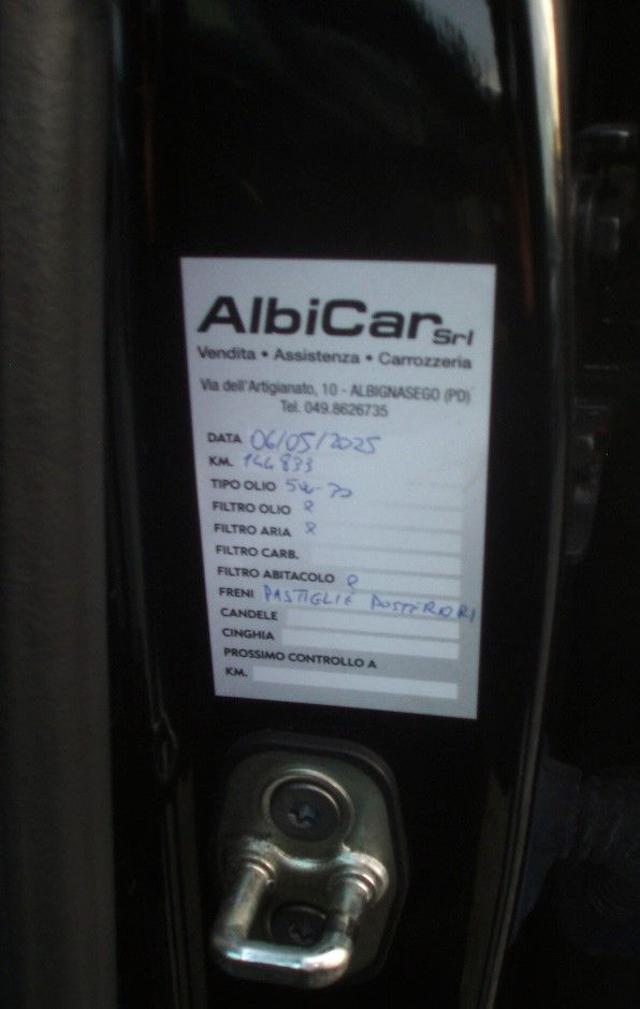 AlbiCar Srl
Vendita • Assistenza • Carrozzeria
Via dell'Artigianato, 10 - ALBIGNASEGO (PD)
Tel. 049.8626735
DATA 06/05/2025
KM. 144833
TIPO OLIO 5W-30
FILTRO OLIO
FILTRO ARIA
FILTRO CARB.
FILTRO ABITACOLO
FRENI PASTIGLIE POSTERIORI
CANDELE
CINGHIA
PROSSIMO CONTROLLO A
KM.